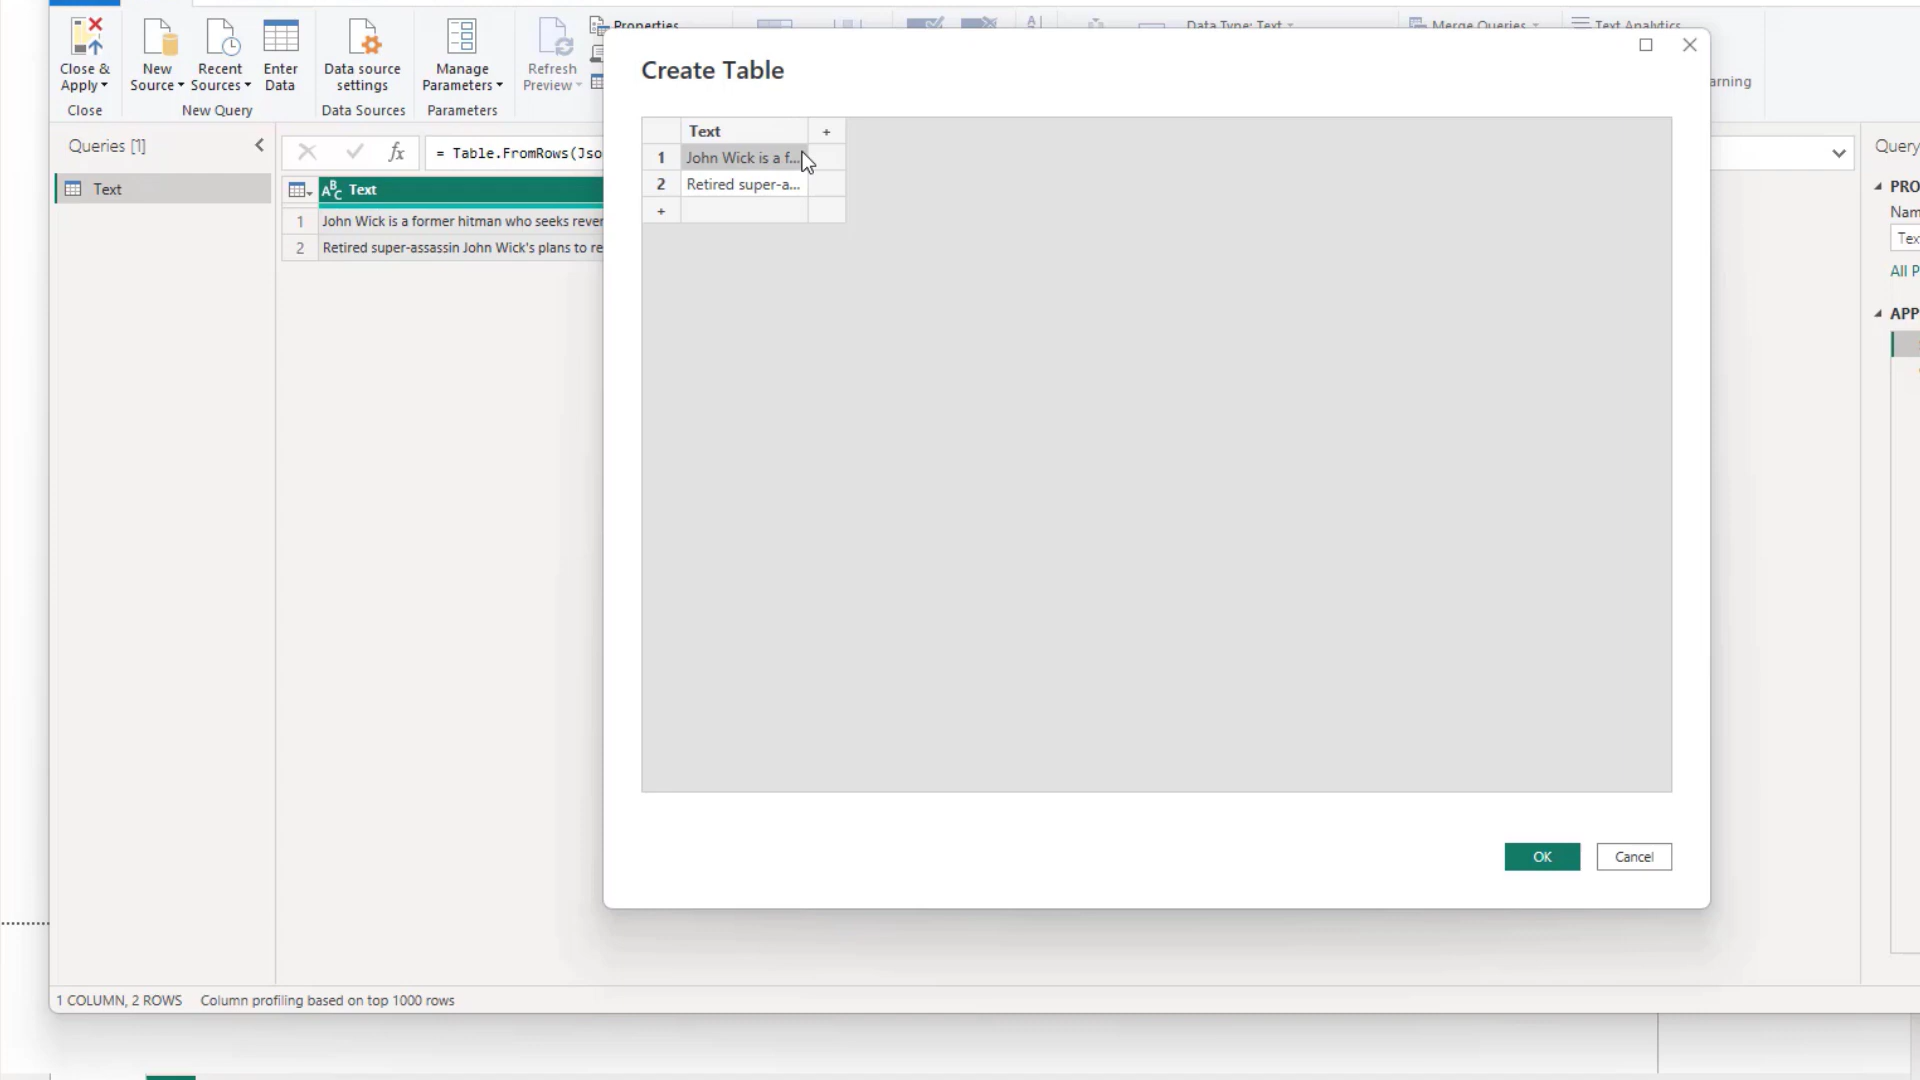 Close &
Apply
New
Source
Recent
Sources
Enter
Data
Data source
settings
Manage
Parameters
Refresh
Preview
Properties
Data Type: Text
Merge Queries
Text Analytics
Close
New Query
Data Sources
Parameters
Create Table
Queries [1]
= Table.FromRows(Jso
Query
Text
Text
1 John Wick is a former hitman who seeks rever
2 Retired super-assassin John Wick's plans to re
Text +
1 John Wick is a f...
2 Retired super-a...
+
PRO
Nam
Tex
All P
APP
OK Cancel
1 COLUMN, 2 ROWS Column profiling based on top 1000 rows